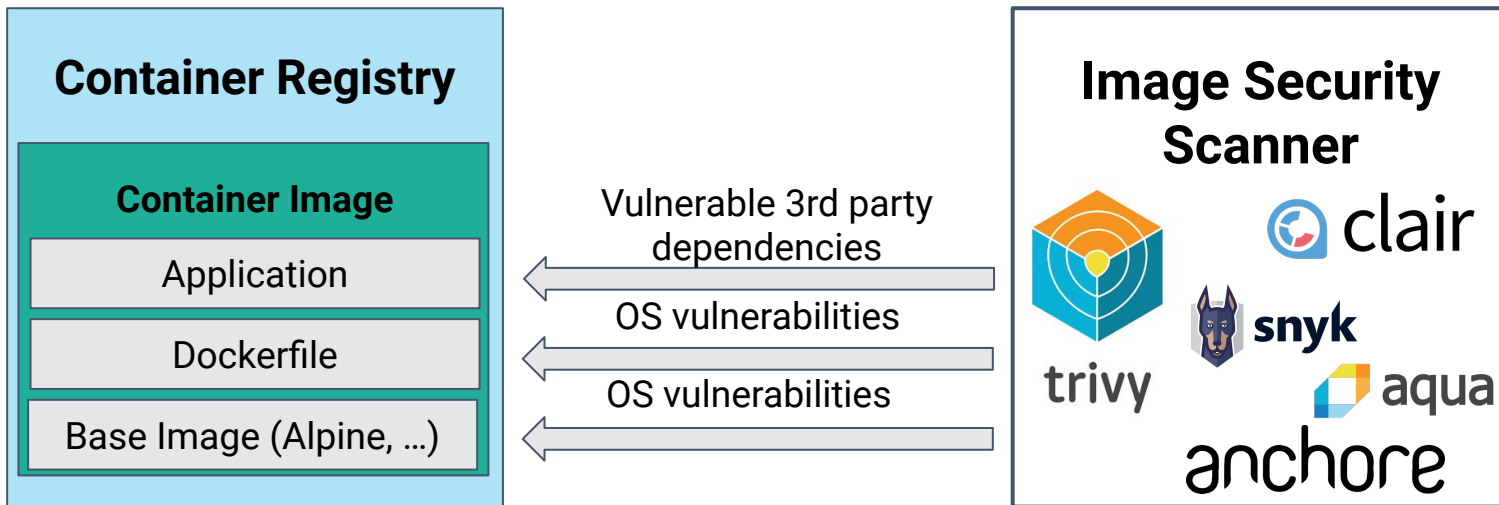 Container Registry
Container Image
Application
Dockerfile
Base Image (Alpine, ...)
Vulnerable 3rd party
dependencies
OS vulnerabilities
OS vulnerabilities
Image Security
Scanner
clair
snyk
trivy
aqua
anchore